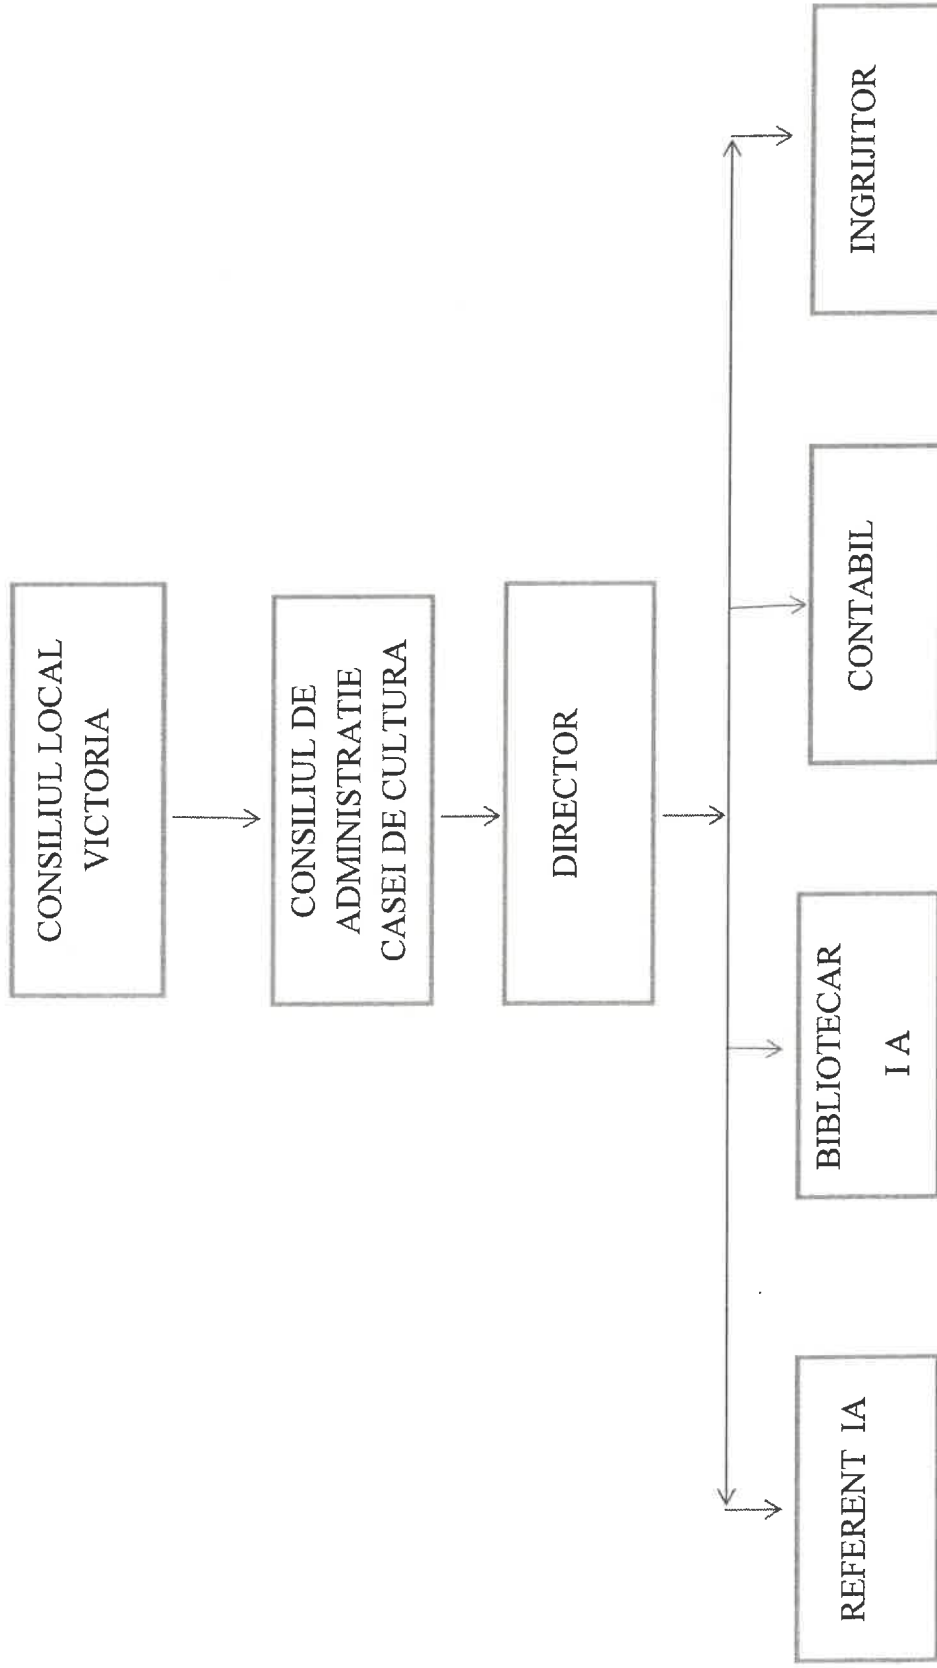 CONSILIUL LOCAL
VICTORIA
CONSILIUL DE
ADMINISTRATIE
CASEI DE CULTURA
DIRECTOR
REFERENT IA
BIBLIOTECAR
I A
CONTABIL
INGRIJITOR